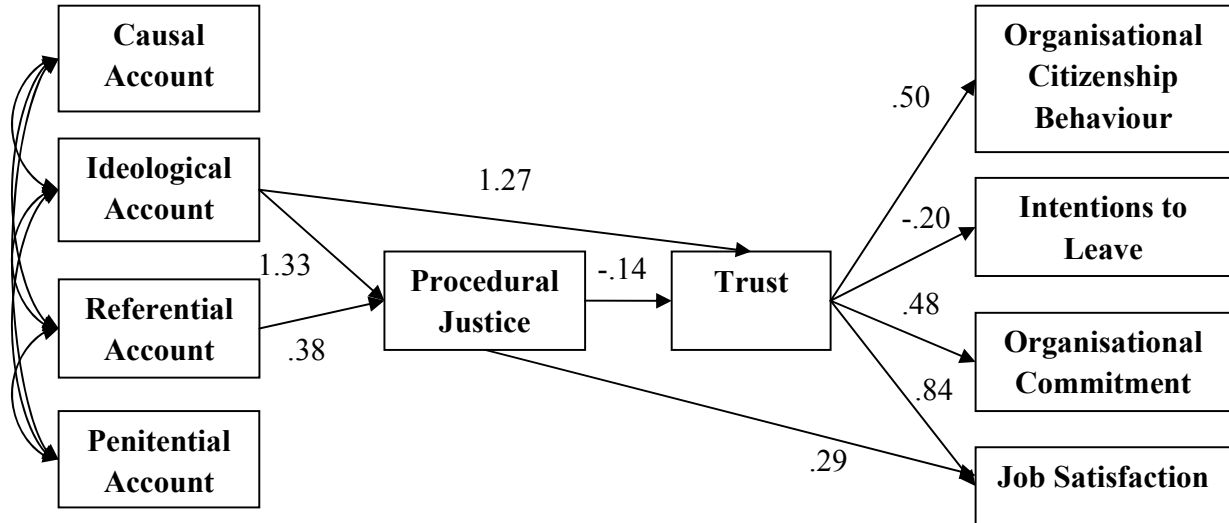 Causal
Account
Ideological
Account
Referential
Account
Penitential
Account
1.27
1.33
.38
Procedural
Justice
-.14
Trust
.50
-.20
.48
.84
.29
Organisational
Citizenship
Behaviour
Intentions to
Leave
Organisational
Commitment
Job Satisfaction